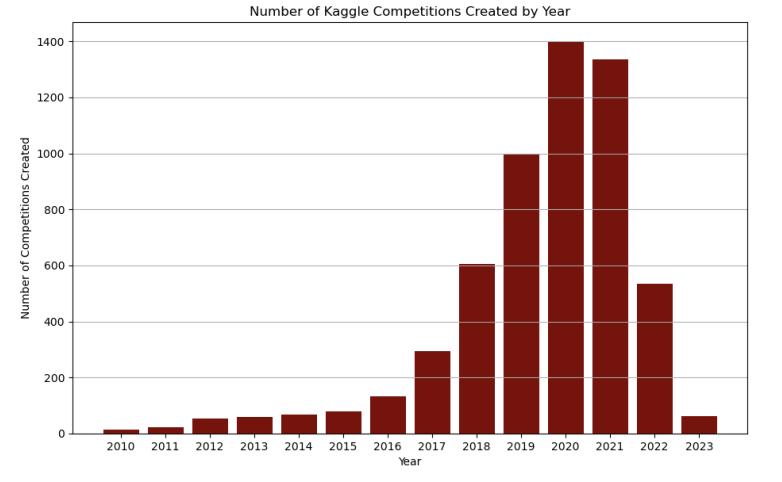 Number of Kaggle Competitions Created by Year
Number of Competitions Created
1400
1200
1000
800
600
400
200
0
2010 2011 2012 2013 2014 2015 2016 2017 2018 2019 2020 2021 2022 2023
Year